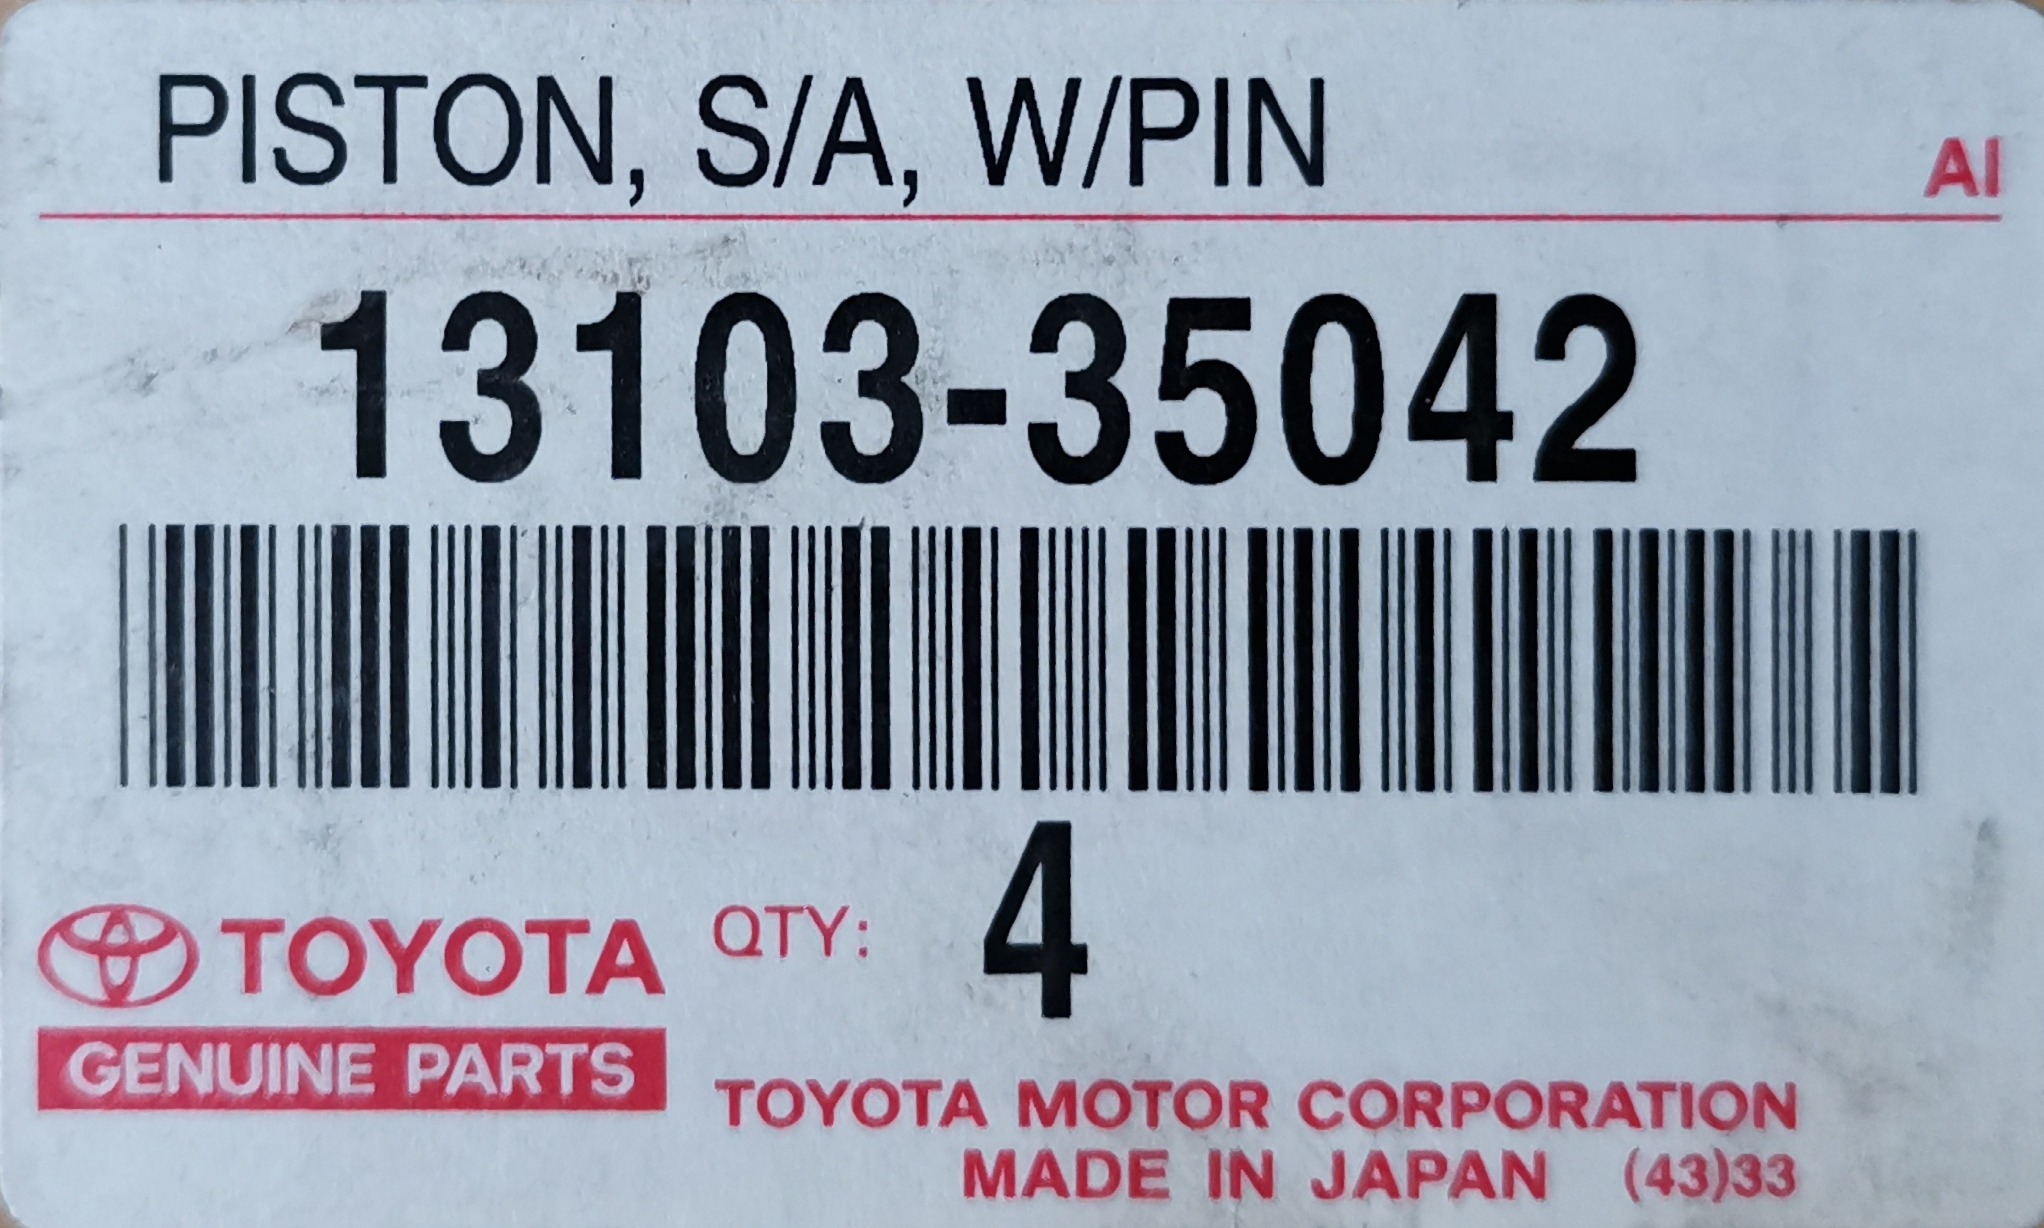 PISTON, S/A, W/PIN
AI
13103-35042
TOYOTA
GENUINE PARTS
QTY: 4
TOYOTA MOTOR CORPORATION
MADE IN JAPAN (43)33